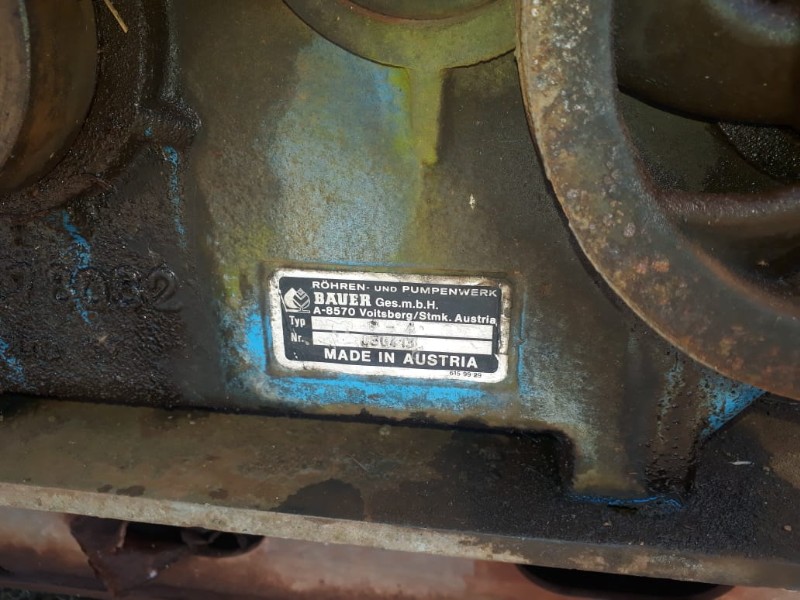 RÖHREN- UND PUMPENWERK
BAUER Ges.m.b.H.
A-8570 Voitsberg/Stmk. Austria
Typ
Nr.
MADE IN AUSTRIA